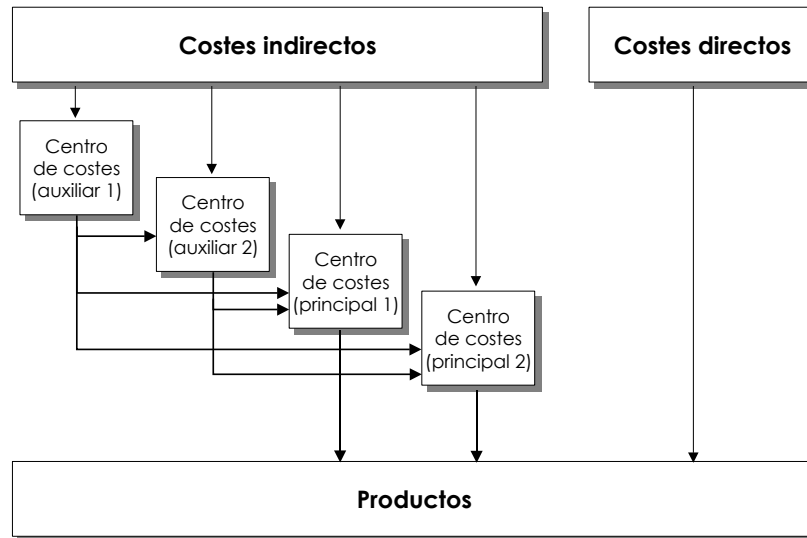 Costes indirectos
Costes directos
Centro
de costes
(auxiliar 1)
Centro
de costes
(auxiliar 2)
Centro
de costes
(principal 1)
Centro
de costes
(principal 2)
Productos